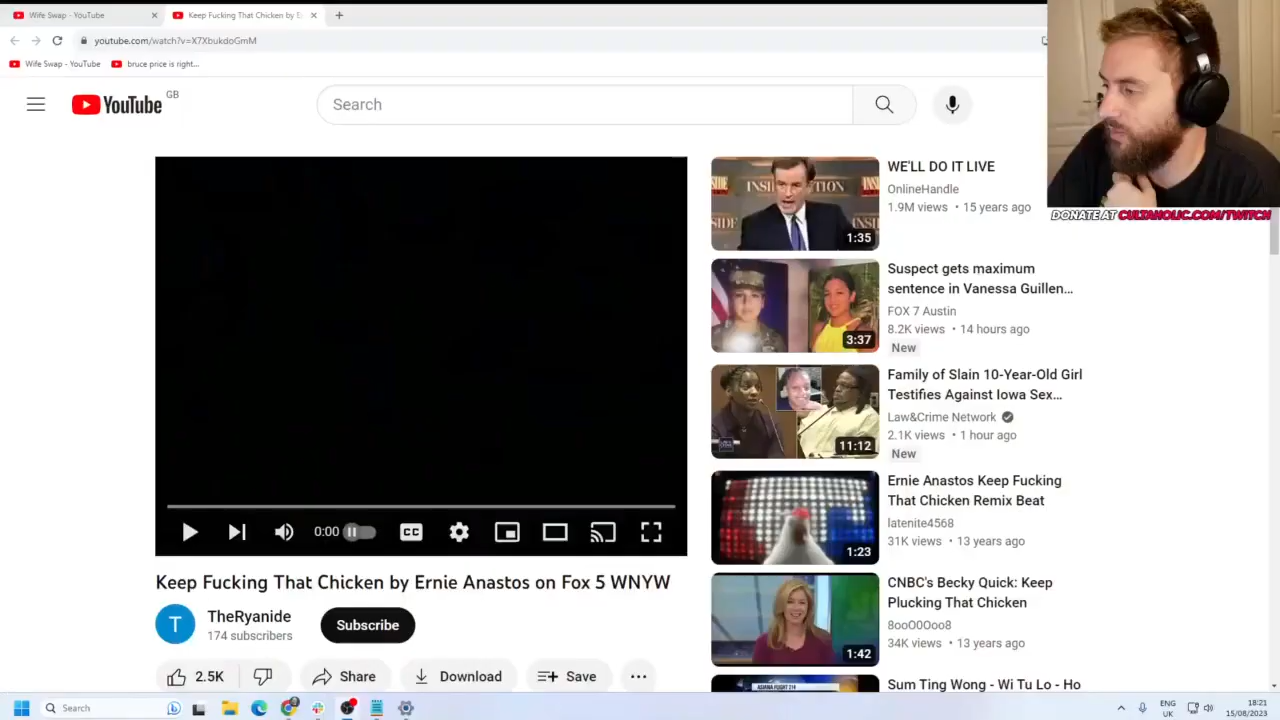 Wife Swap - YouTube
Keep Fucking That Chicken by E
youtube.com/watch?v=X7XbukdoGmM
Wife Swap - YouTube
bruce price is right...
YouTube GB
Search
WE'LL DO IT LIVE
OnlineHandle
1.9M views • 15 years ago
1:35
DONATE AT CULTAHOLIC.COM/TWITCH
Suspect gets maximum
sentence in Vanessa Guillen...
FOX 7 Austin
8.2K views • 14 hours ago
New
3:37
Family of Slain 10-Year-Old Girl
Testifies Against Iowa Sex...
Law&Crime Network
2.1K views • 1 hour ago
New
11:12
Ernie Anastos Keep Fucking
That Chicken Remix Beat
latenite4568
31K views • 13 years ago
1:23
0:00
CC
Keep Fucking That Chicken by Ernie Anastos on Fox 5 WNYW
T
TheRyanide
174 subscribers
Subscribe
CNBC's Becky Quick: Keep
Plucking That Chicken
8ooO0Ooo8
34K views • 13 years ago
1:42
2.5K
Share
Download
Save
ASIANA FLIGHT 214
Sum Ting Wong - Wi Tu Lo - Ho
Search
ENG
UK
18:21
15/08/2023